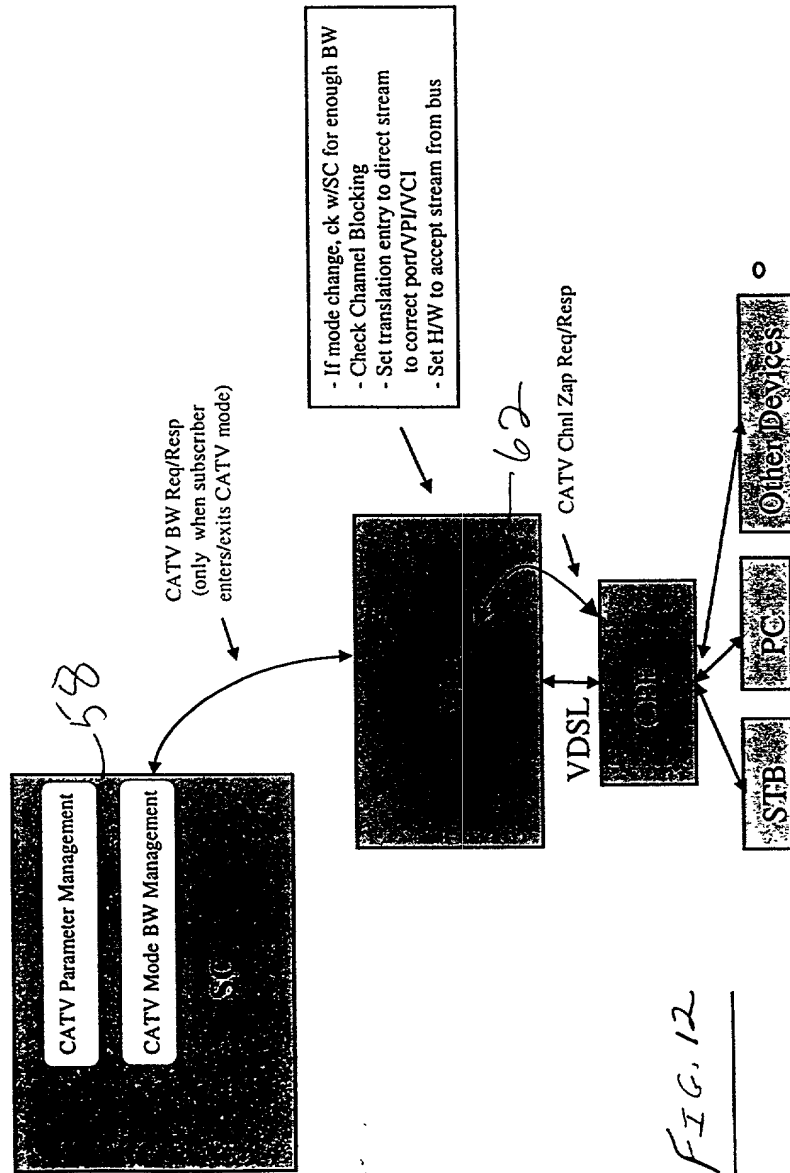 CATV Parameter Management
CATV Mode BW Management
SC
58
CATV BW Req/Resp
(only when subscriber
enters/exits CATV mode)
- If mode change, ck w/SC for enough BW
- Check Channel Blocking
- Set translation entry to direct stream
to correct port/VPI/VCI
- Set H/W to accept stream from bus
62
CATV Chnl Zap Req/Resp
VDSL
CPE
STB
PC
Other Devices
FIG. 12